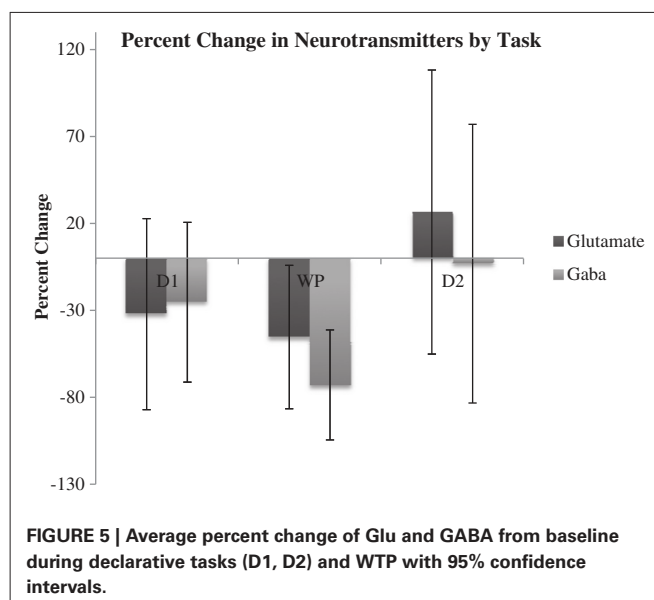 Percent Change in Neurotransmitters by Task
120
70
20
-30
-80
-130
Percent Change
D1
WP
D2
Glutamate
Gaba
FIGURE 5 | Average percent change of Glu and GABA from baseline
during declarative tasks (D1, D2) and WTP with 95% confidence
intervals.